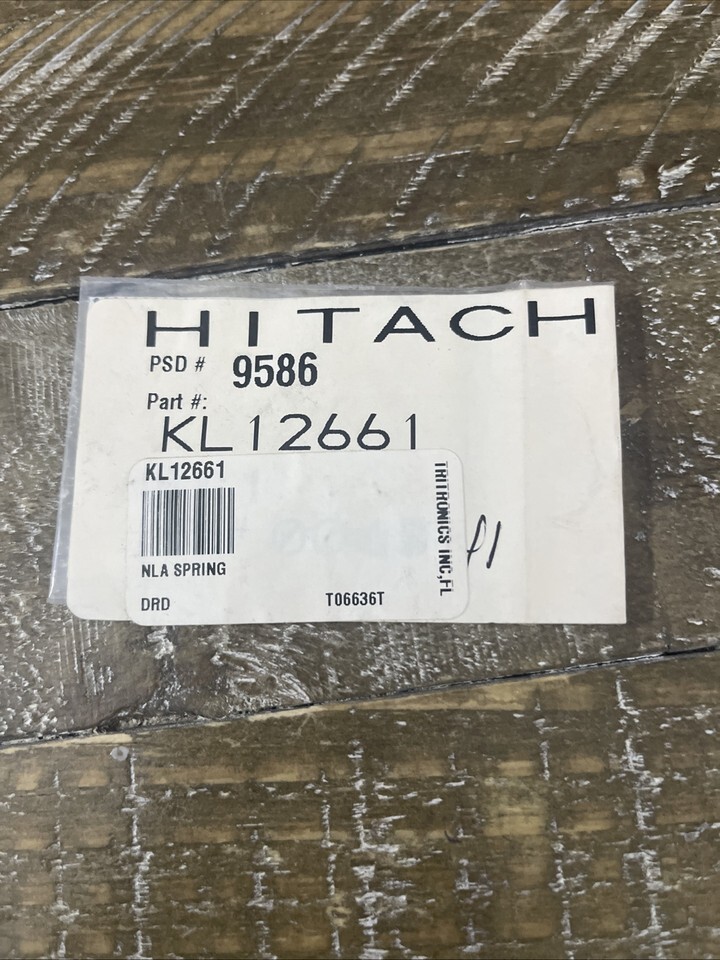 HITACH
PSD # 9586
Part #:
KL12661
KL12661
NLA SPRING
DRD T06636T
TRITRONICS INC,FL